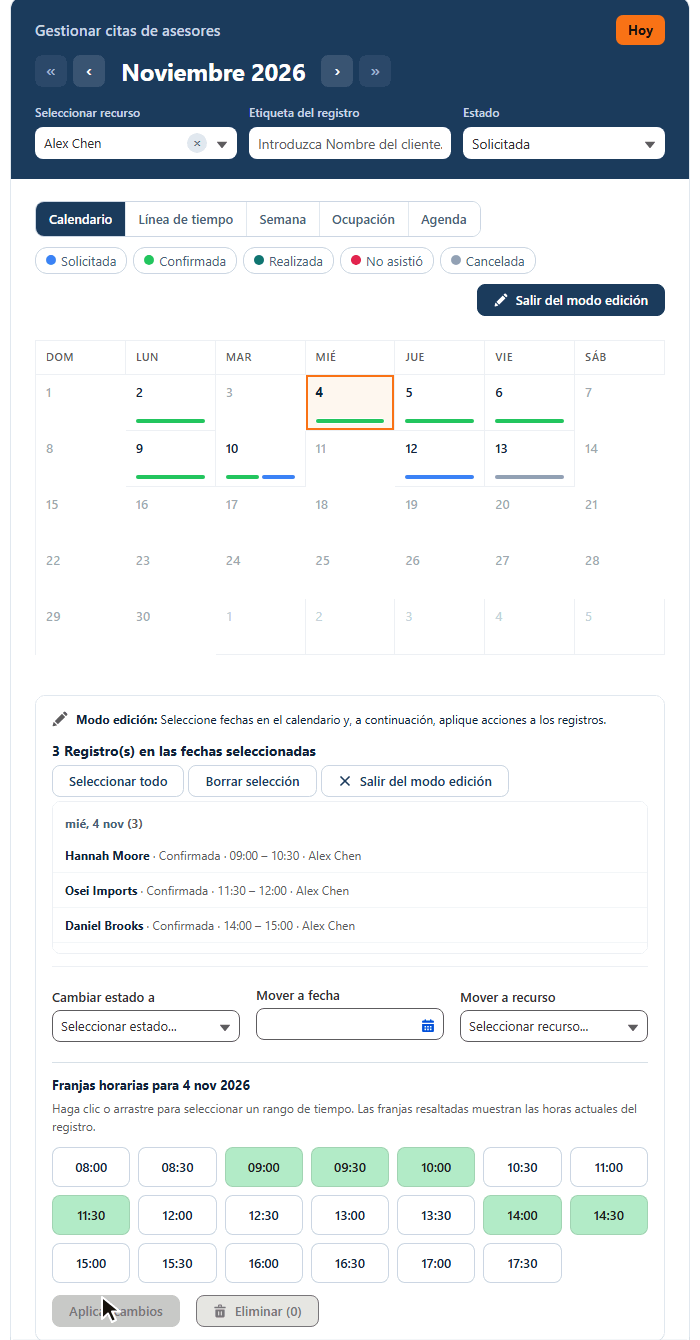 Gestionar citas de asesores
Hoy
« ‹ Noviembre 2026 › »
Seleccionar recurso Etiqueta del registro Estado
Alex Chen × Introduzca Nombre del cliente. Solicitada
Calendario Línea de tiempo Semana Ocupación Agenda
Solicitada Confirmada Realizada No asistió Cancelada
Salir del modo edición
DOM LUN MAR MIÉ JUE VIE SÁB
1 2 3 4 5 6 7
8 9 10 11 12 13 14
15 16 17 18 19 20 21
22 23 24 25 26 27 28
29 30 1 2 3 4 5
Modo edición: Seleccione fechas en el calendario y, a continuación, aplique acciones a los registros.
3 Registro(s) en las fechas seleccionadas
Seleccionar todo Borrar selección × Salir del modo edición
mié, 4 nov (3)
Hannah Moore · Confirmada · 09:00 – 10:30 · Alex Chen
Osei Imports · Confirmada · 11:30 – 12:00 · Alex Chen
Daniel Brooks · Confirmada · 14:00 – 15:00 · Alex Chen
Cambiar estado a Mover a fecha Mover a recurso
Seleccionar estado... Seleccionar recurso...
Franjas horarias para 4 nov 2026
Haga clic o arrastre para seleccionar un rango de tiempo. Las franjas resaltadas muestran las horas actuales del
registro.
08:00 08:30 09:00 09:30 10:00 10:30 11:00
11:30 12:00 12:30 13:00 13:30 14:00 14:30
15:00 15:30 16:00 16:30 17:00 17:30
Aplicar cambios Eliminar (0)